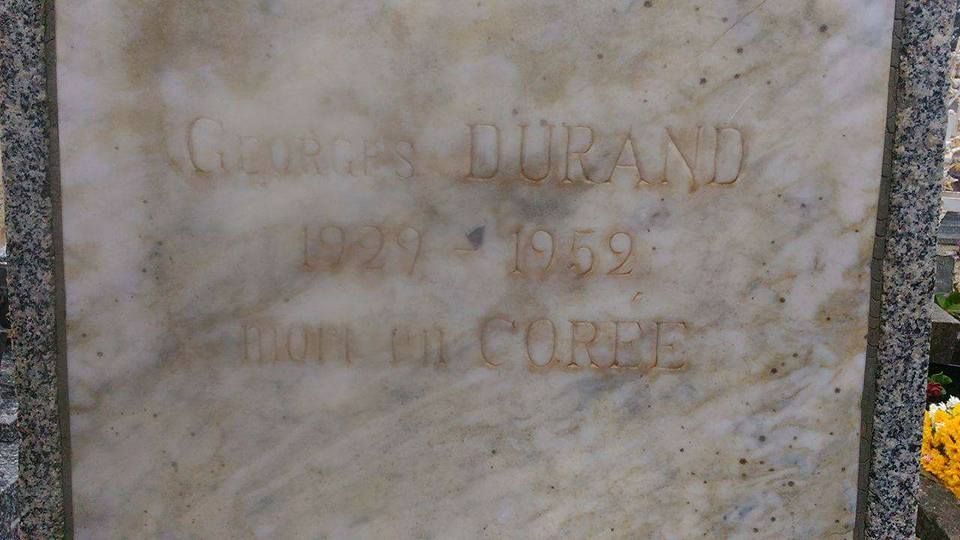 Georges DURAND
1929 - 1952
mort en CORÉE